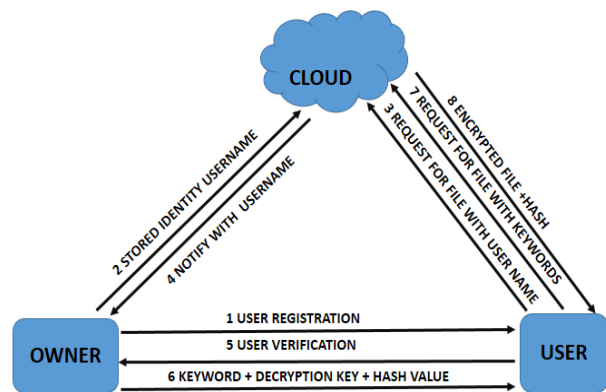 CLOUD
2 STORED IDENTITY USERNAME
4 NOTIFY WITH USERNAME
3 REQUEST FOR FILE WITH USER NAME
7 REQUEST FOR FILE WITH KEYWORDS
8 ENCRYPTED FILE +HASH
1 USER REGISTRATION
5 USER VERIFICATION
6 KEYWORD + DECRYPTION KEY + HASH VALUE
OWNER
USER